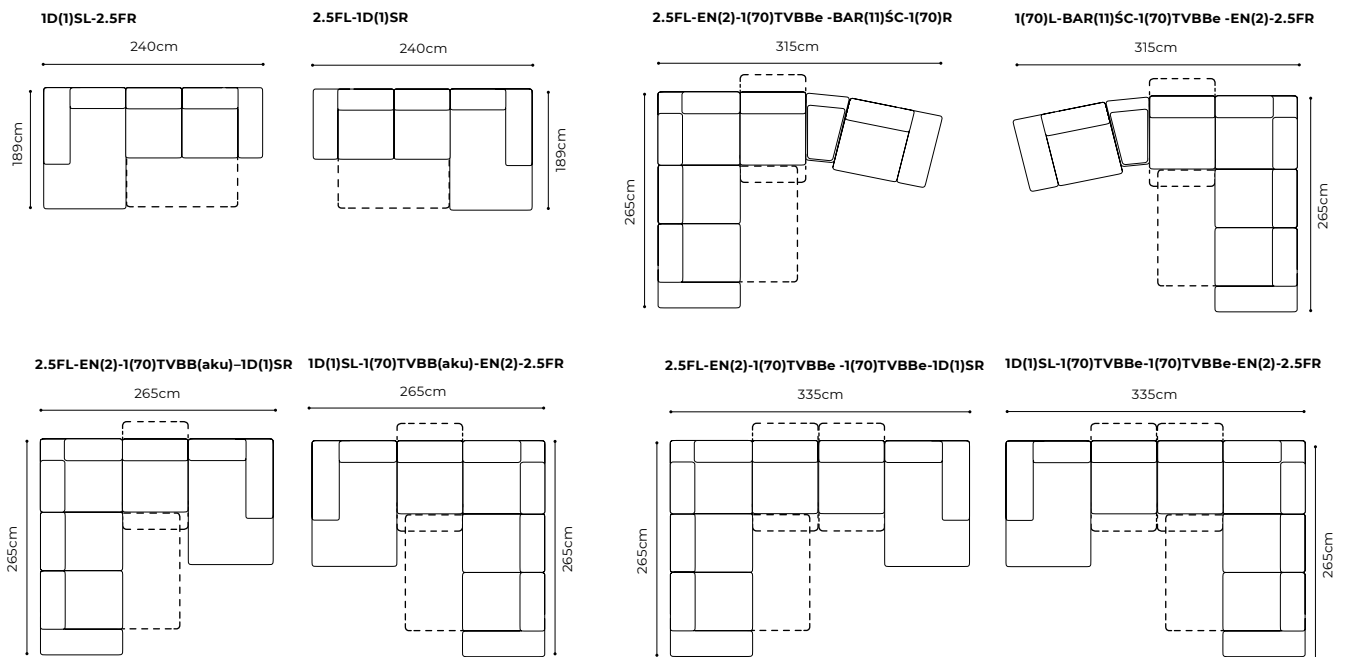 1D(1)SL-2.5FR
2.5FL-1D(1)SR
2.5FL-EN(2)-1(70)TVBBe -BAR(11)ŚC-1(70)R
1(70)L-BAR(11)ŚC-1(70)TVBBe -EN(2)-2.5FR
240cm
240cm
315cm
315cm
189cm
189cm
265cm
265cm
2.5FL-EN(2)-1(70)TVBB(aku)–1D(1)SR
1D(1)SL-1(70)TVBB(aku)-EN(2)-2.5FR
2.5FL-EN(2)-1(70)TVBBe -1(70)TVBBe-1D(1)SR
1D(1)SL-1(70)TVBBe-1(70)TVBBe-EN(2)-2.5FR
265cm
265cm
335cm
335cm
265cm
265cm
265cm
265cm